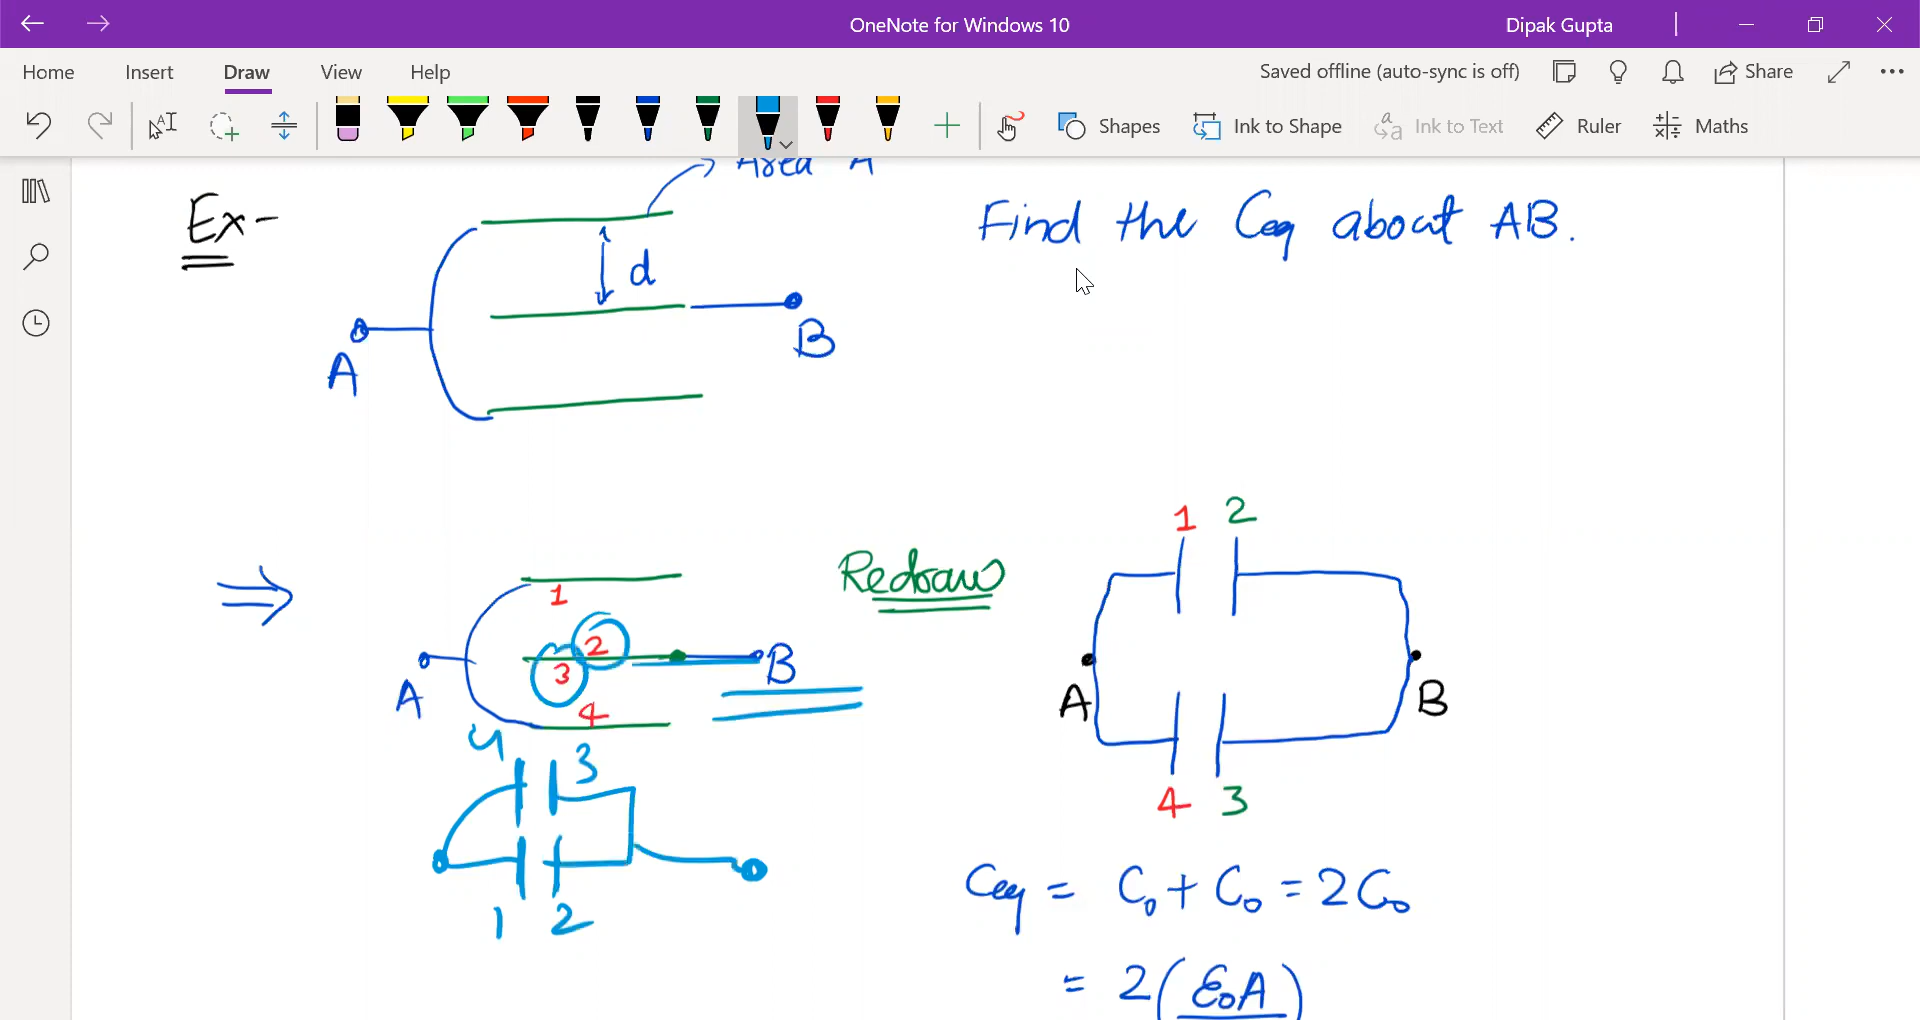 OneNote for Windows 10
Dipak Gupta
Home Insert Draw View Help
Saved offline (auto-sync is off) Share
Shapes Ink to Shape Ink to Text Ruler Maths
Area A
Ex-
Find the Ceq about AB.
d
A
B
1 2
Redraw
1
2
3
4
A
B
A
B
4 3
4 3
1 2
Ceq = C₀ + C₀ = 2C₀
= 2(ε₀A)